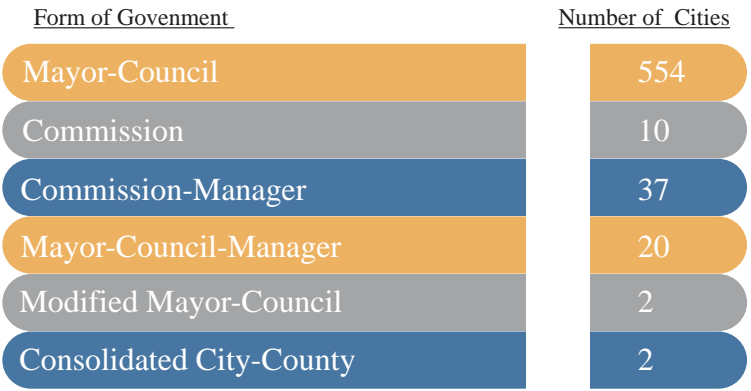 Form of Govenment Number of Cities
Mayor-Council 554
Commission 10
Commission-Manager 37
Mayor-Council-Manager 20
Modified Mayor-Council 2
Consolidated City-County 2